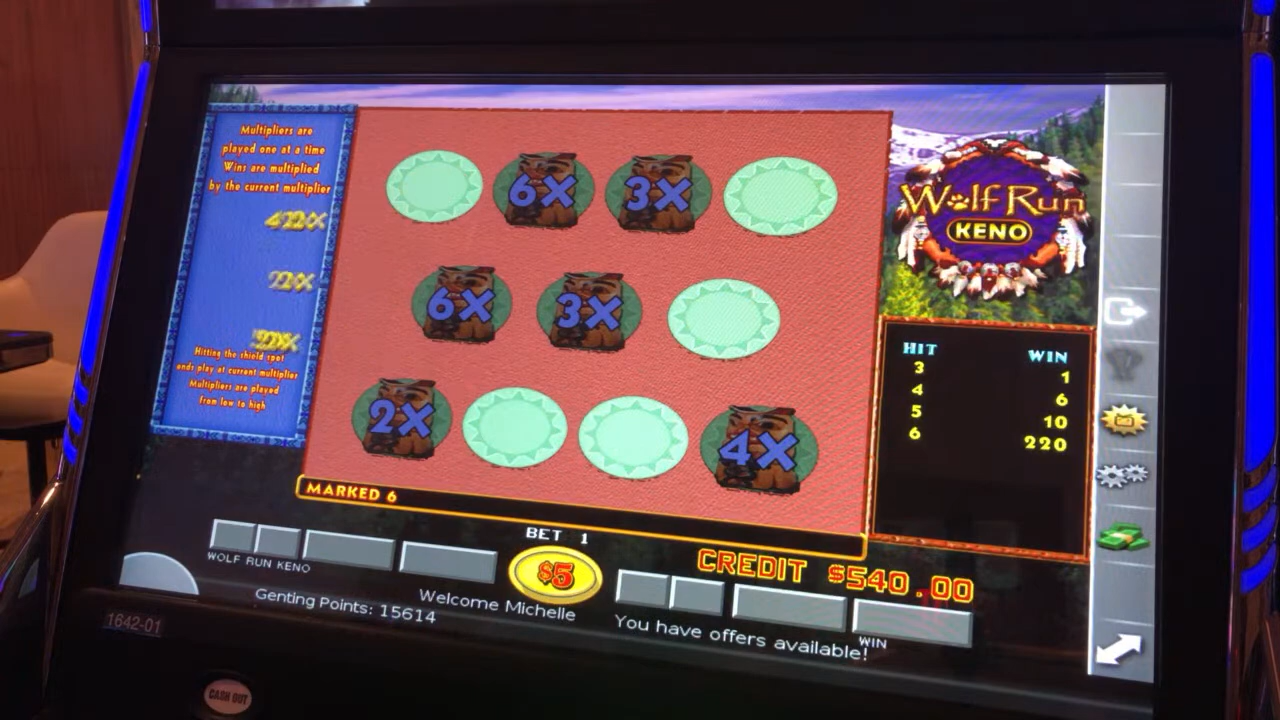 Multipliers are
played one at a time
Wins are multiplied
by the current multiplier
Hitting the shield spot
ends play at current multiplier
Multipliers are played
from low to high
6X
3X
6X
3X
2X
4X
MARKED 6
Wolf Run
KENO
HIT WIN
3 1
4 6
5 10
6 220
BET 1
$5
CREDIT $540.00
WOLF RUN KENO
Genting Points: 15614
Welcome Michelle
You have offers available!
WIN
1642-01
CASH OUT